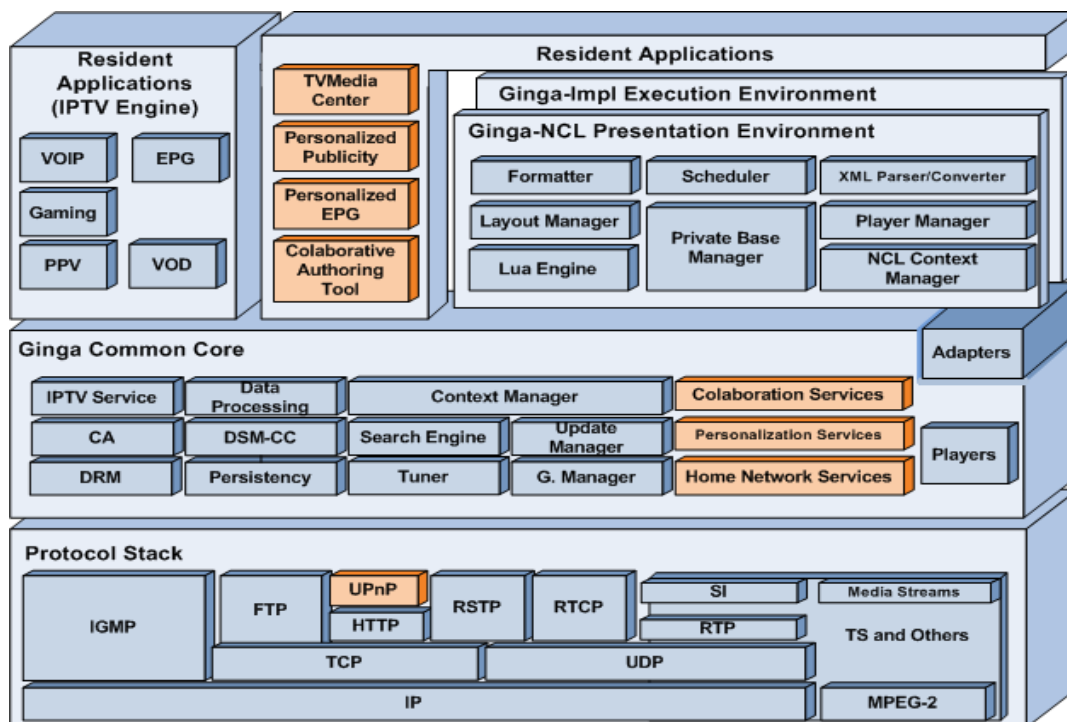 Resident
Applications
(IPTV Engine)
VOIP
EPG
Gaming
PPV
VOD
Resident Applications
TVMedia
Center
Personalized
Publicity
Personalized
EPG
Colaborative
Authoring
Tool
Ginga-Impl Execution Environment
Ginga-NCL Presentation Environment
Formatter
Scheduler
XML Parser/Converter
Layout Manager
Private Base
Manager
Player Manager
Lua Engine
NCL Context
Manager
Ginga Common Core
Adapters
IPTV Service
Data
Processing
Context Manager
Colaboration Services
CA
DSM-CC
Search Engine
Update
Manager
Personalization Services
Players
DRM
Persistency
Tuner
G. Manager
Home Network Services
Protocol Stack
IGMP
FTP
UPnP
HTTP
RSTP
RTCP
SI
Media Streams
RTP
TS and Others
TCP
UDP
IP
MPEG-2